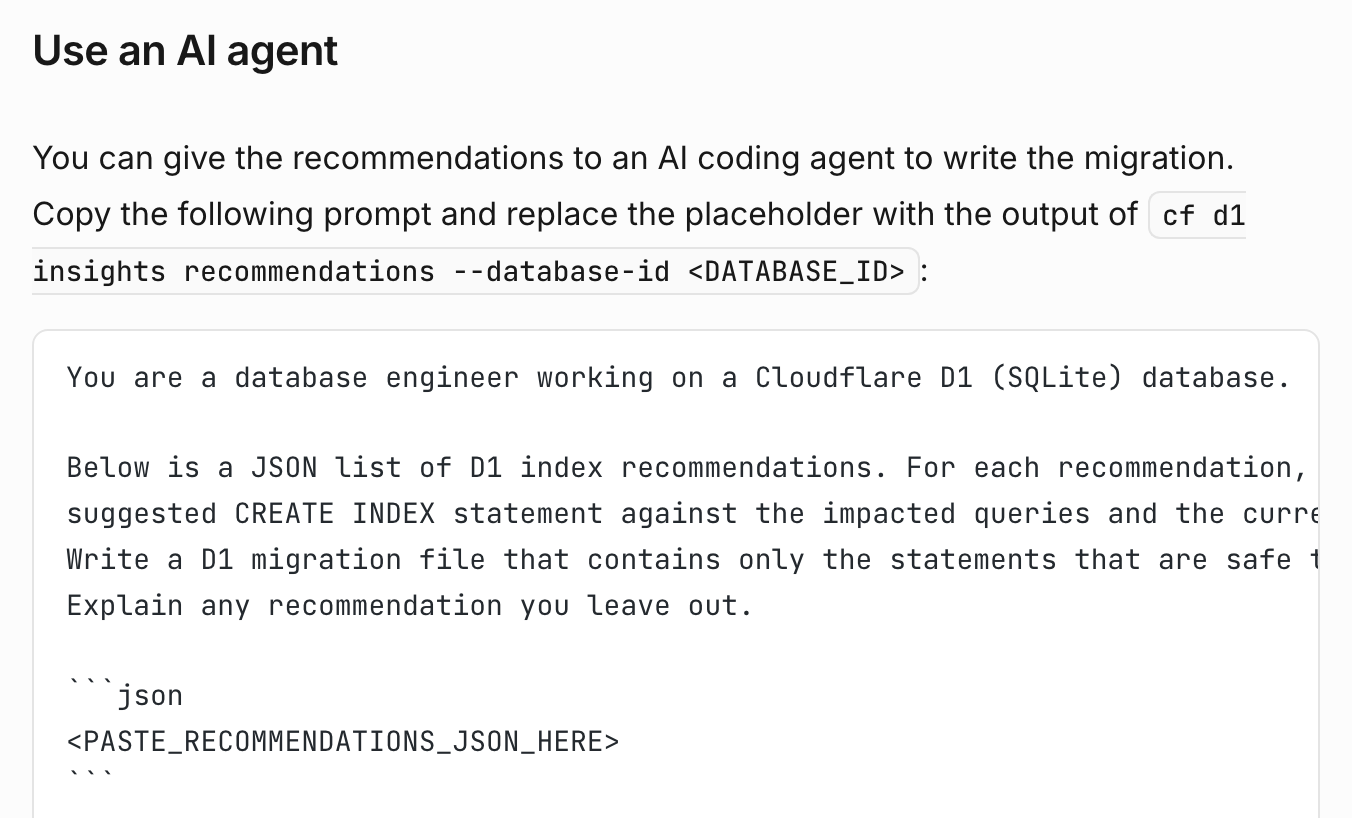 Use an AI agent
You can give the recommendations to an AI coding agent to write the migration.
Copy the following prompt and replace the placeholder with the output of cf d1
insights recommendations --database-id <DATABASE_ID>:
You are a database engineer working on a Cloudflare D1 (SQLite) database.
Below is a JSON list of D1 index recommendations. For each recommendation,
suggested CREATE INDEX statement against the impacted queries and the
Write a D1 migration file that contains only the statements that are safe
Explain any recommendation you leave out.
```json
<PASTE_RECOMMENDATIONS_JSON_HERE>
```